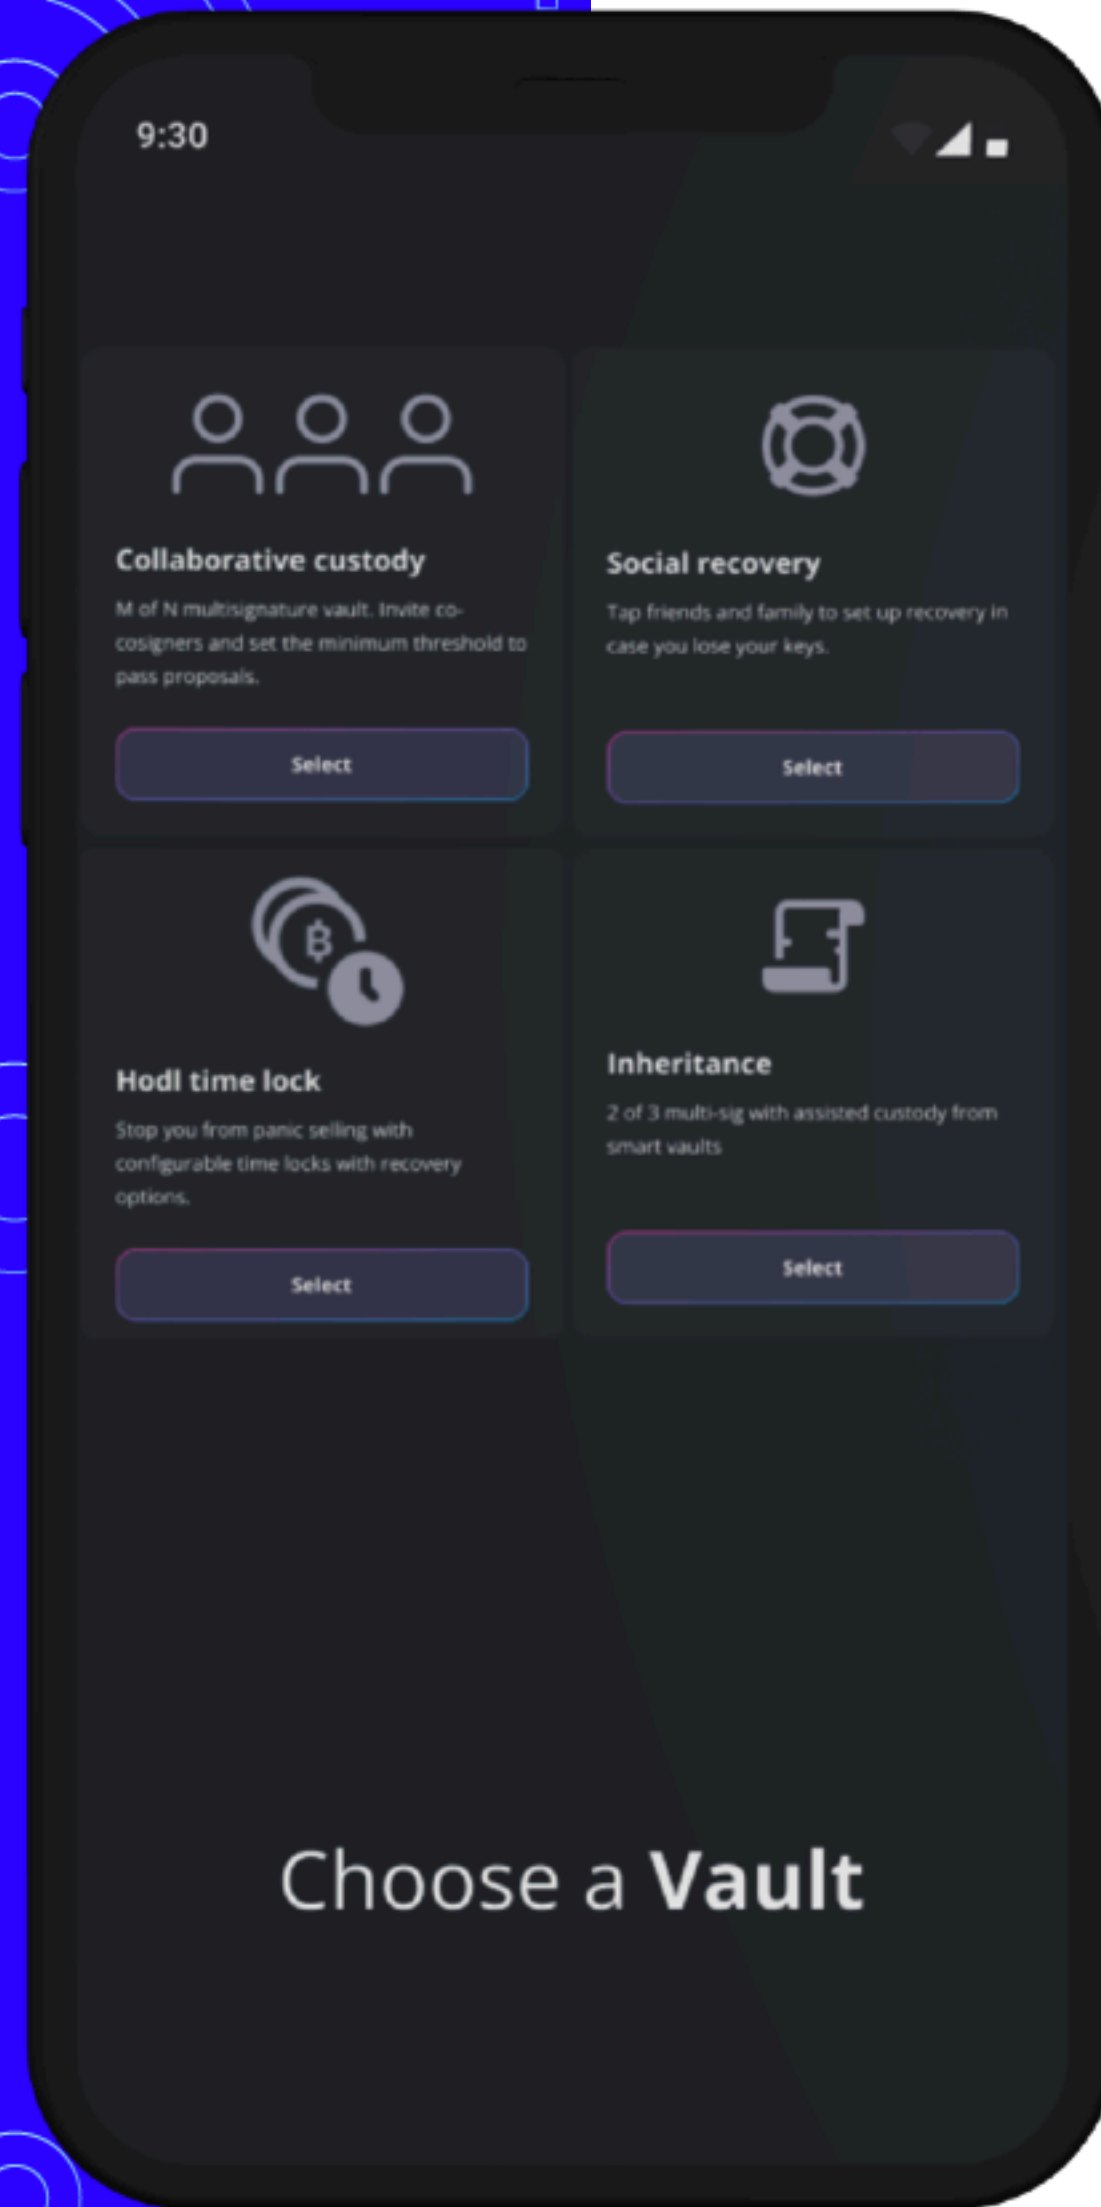 9:30
Collaborative custody
M of N multisignature vault. Invite co-
cosigners and set the minimum threshold to
pass proposals.
Select
Social recovery
Tap friends and family to set up recovery in
case you lose your keys.
Select
Hodl time lock
Stop you from panic selling with
configurable time locks with recovery
options.
Select
Inheritance
2 of 3 multi-sig with assisted custody from
smart vaults
Select
Choose a Vault